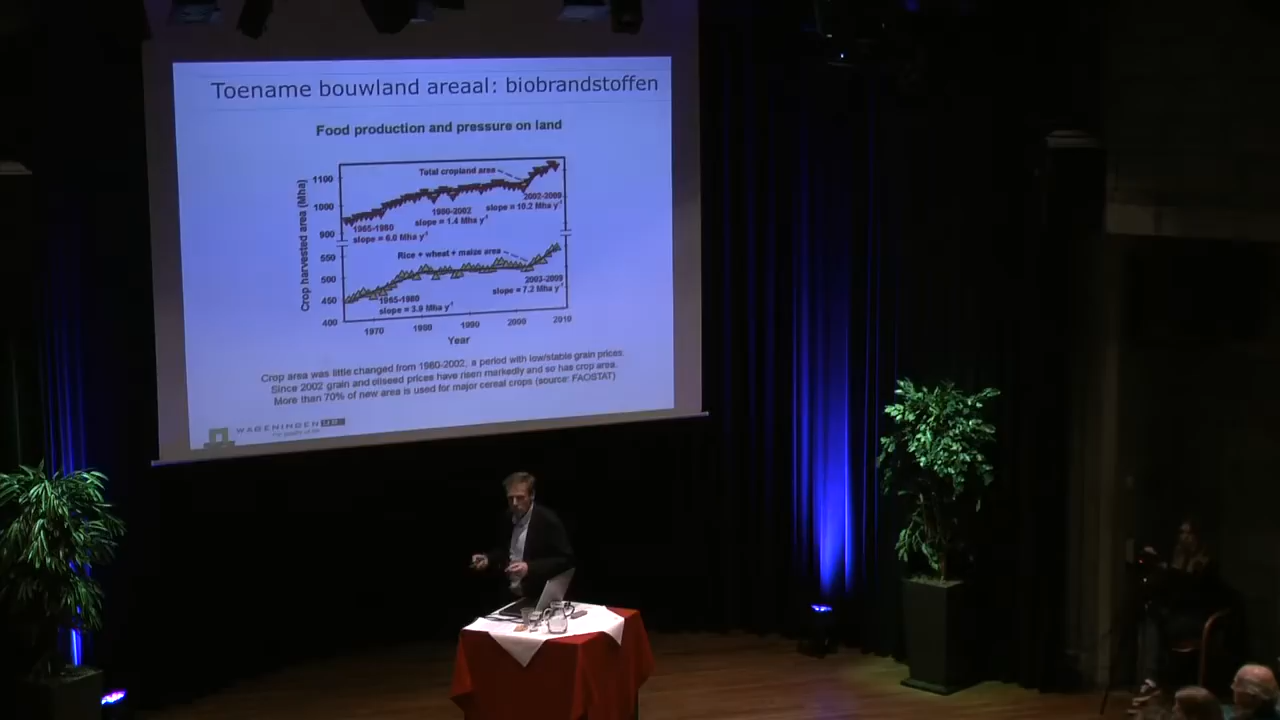 Toename bouwland areaal: biobrandstoffen
Food production and pressure on land
Crop harvested area (Mha)
1100
1000
900
550
500
450
400
Total cropland area
2002-2009
slope = 10.2 Mha y⁻¹
1980-2002
slope = 1.4 Mha y⁻¹
1965-1980
slope = 6.0 Mha y⁻¹
Rice + wheat + maize area
2003-2009
slope = 7.2 Mha y⁻¹
1965-1980
slope = 3.9 Mha y⁻¹
1970 1980 1990 2000 2010
Year
Crop area was little changed from 1980-2002, a period with low/stable grain prices.
Since 2002 grain and oilseed prices have risen markedly and so has crop area.
More than 70% of new area is used for major cereal crops (source: FAOSTAT)
WAGENINGEN UR